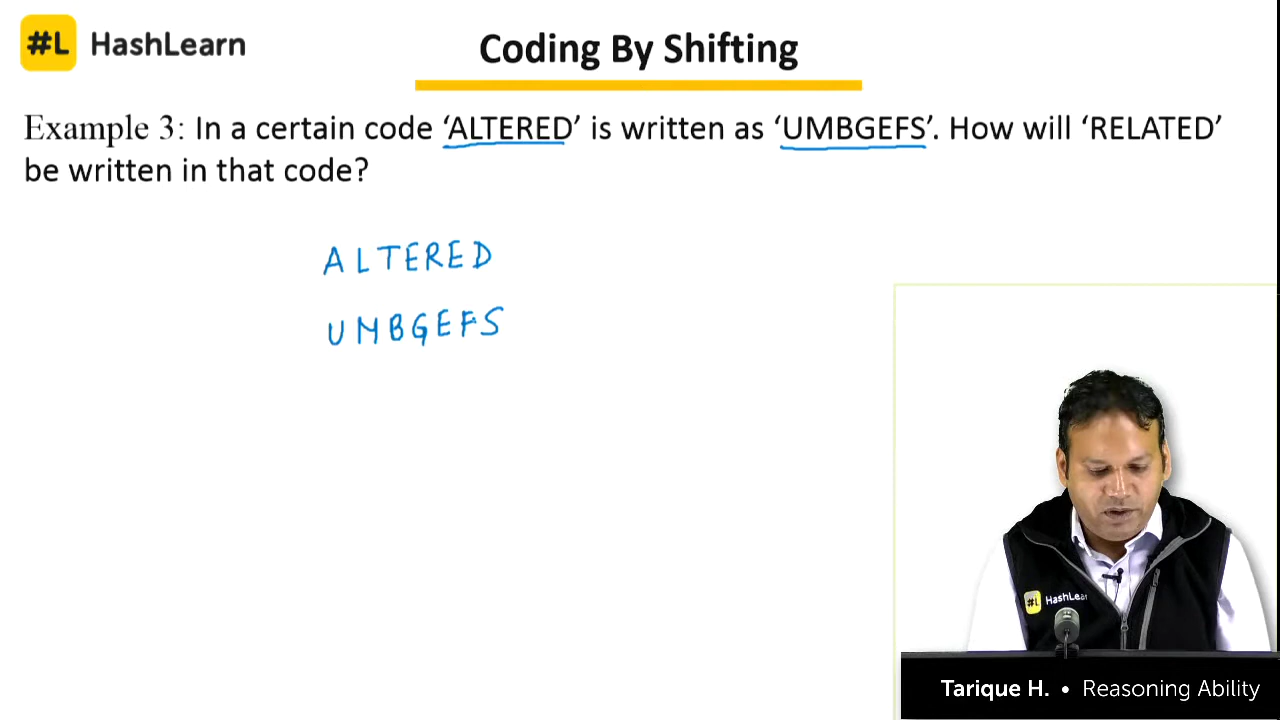 #L HashLearn
Coding By Shifting
Example 3: In a certain code ‘ALTERED’ is written as ‘UMBGEFS’. How will ‘RELATED’
be written in that code?
ALTERED
UMBGEFS
#L HashLear
Tarique H. • Reasoning Ability